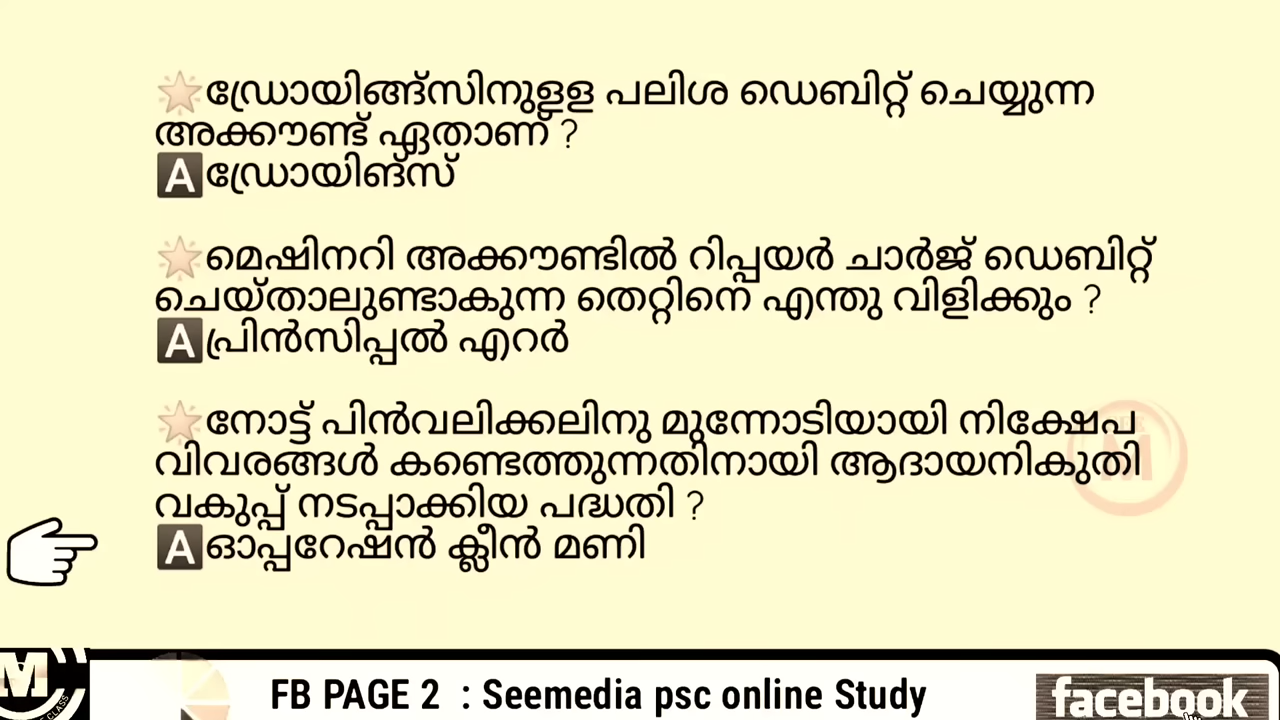 🌟ഡ്രോയിങ്ങ്സിനുളള പലിശ ഡെബിറ്റ് ചെയ്യുന്ന
അക്കൗണ്ട് ഏതാണ് ?
🅰ഡ്രോയിങ്സ്
🌟മെഷിനറി അക്കൗണ്ടിൽ റിപ്പയർ ചാർജ് ഡെബിറ്റ്
ചെയ്താലുണ്ടാകുന്ന തെറ്റിനെ എന്തു വിളിക്കും ?
🅰പ്രിൻസിപ്പൽ എറർ
🌟നോട്ട് പിൻവലിക്കലിനു മുന്നോടിയായി നിക്ഷേപ
വിവരങ്ങൾ കണ്ടെത്തുന്നതിനായി ആദായനികുതി
വകുപ്പ് നടപ്പാക്കിയ പദ്ധതി ?
🅰ഓപ്പറേഷൻ ക്ലീൻ മണി
M
FB PAGE 2 : Seemedia psc online Study
facebook